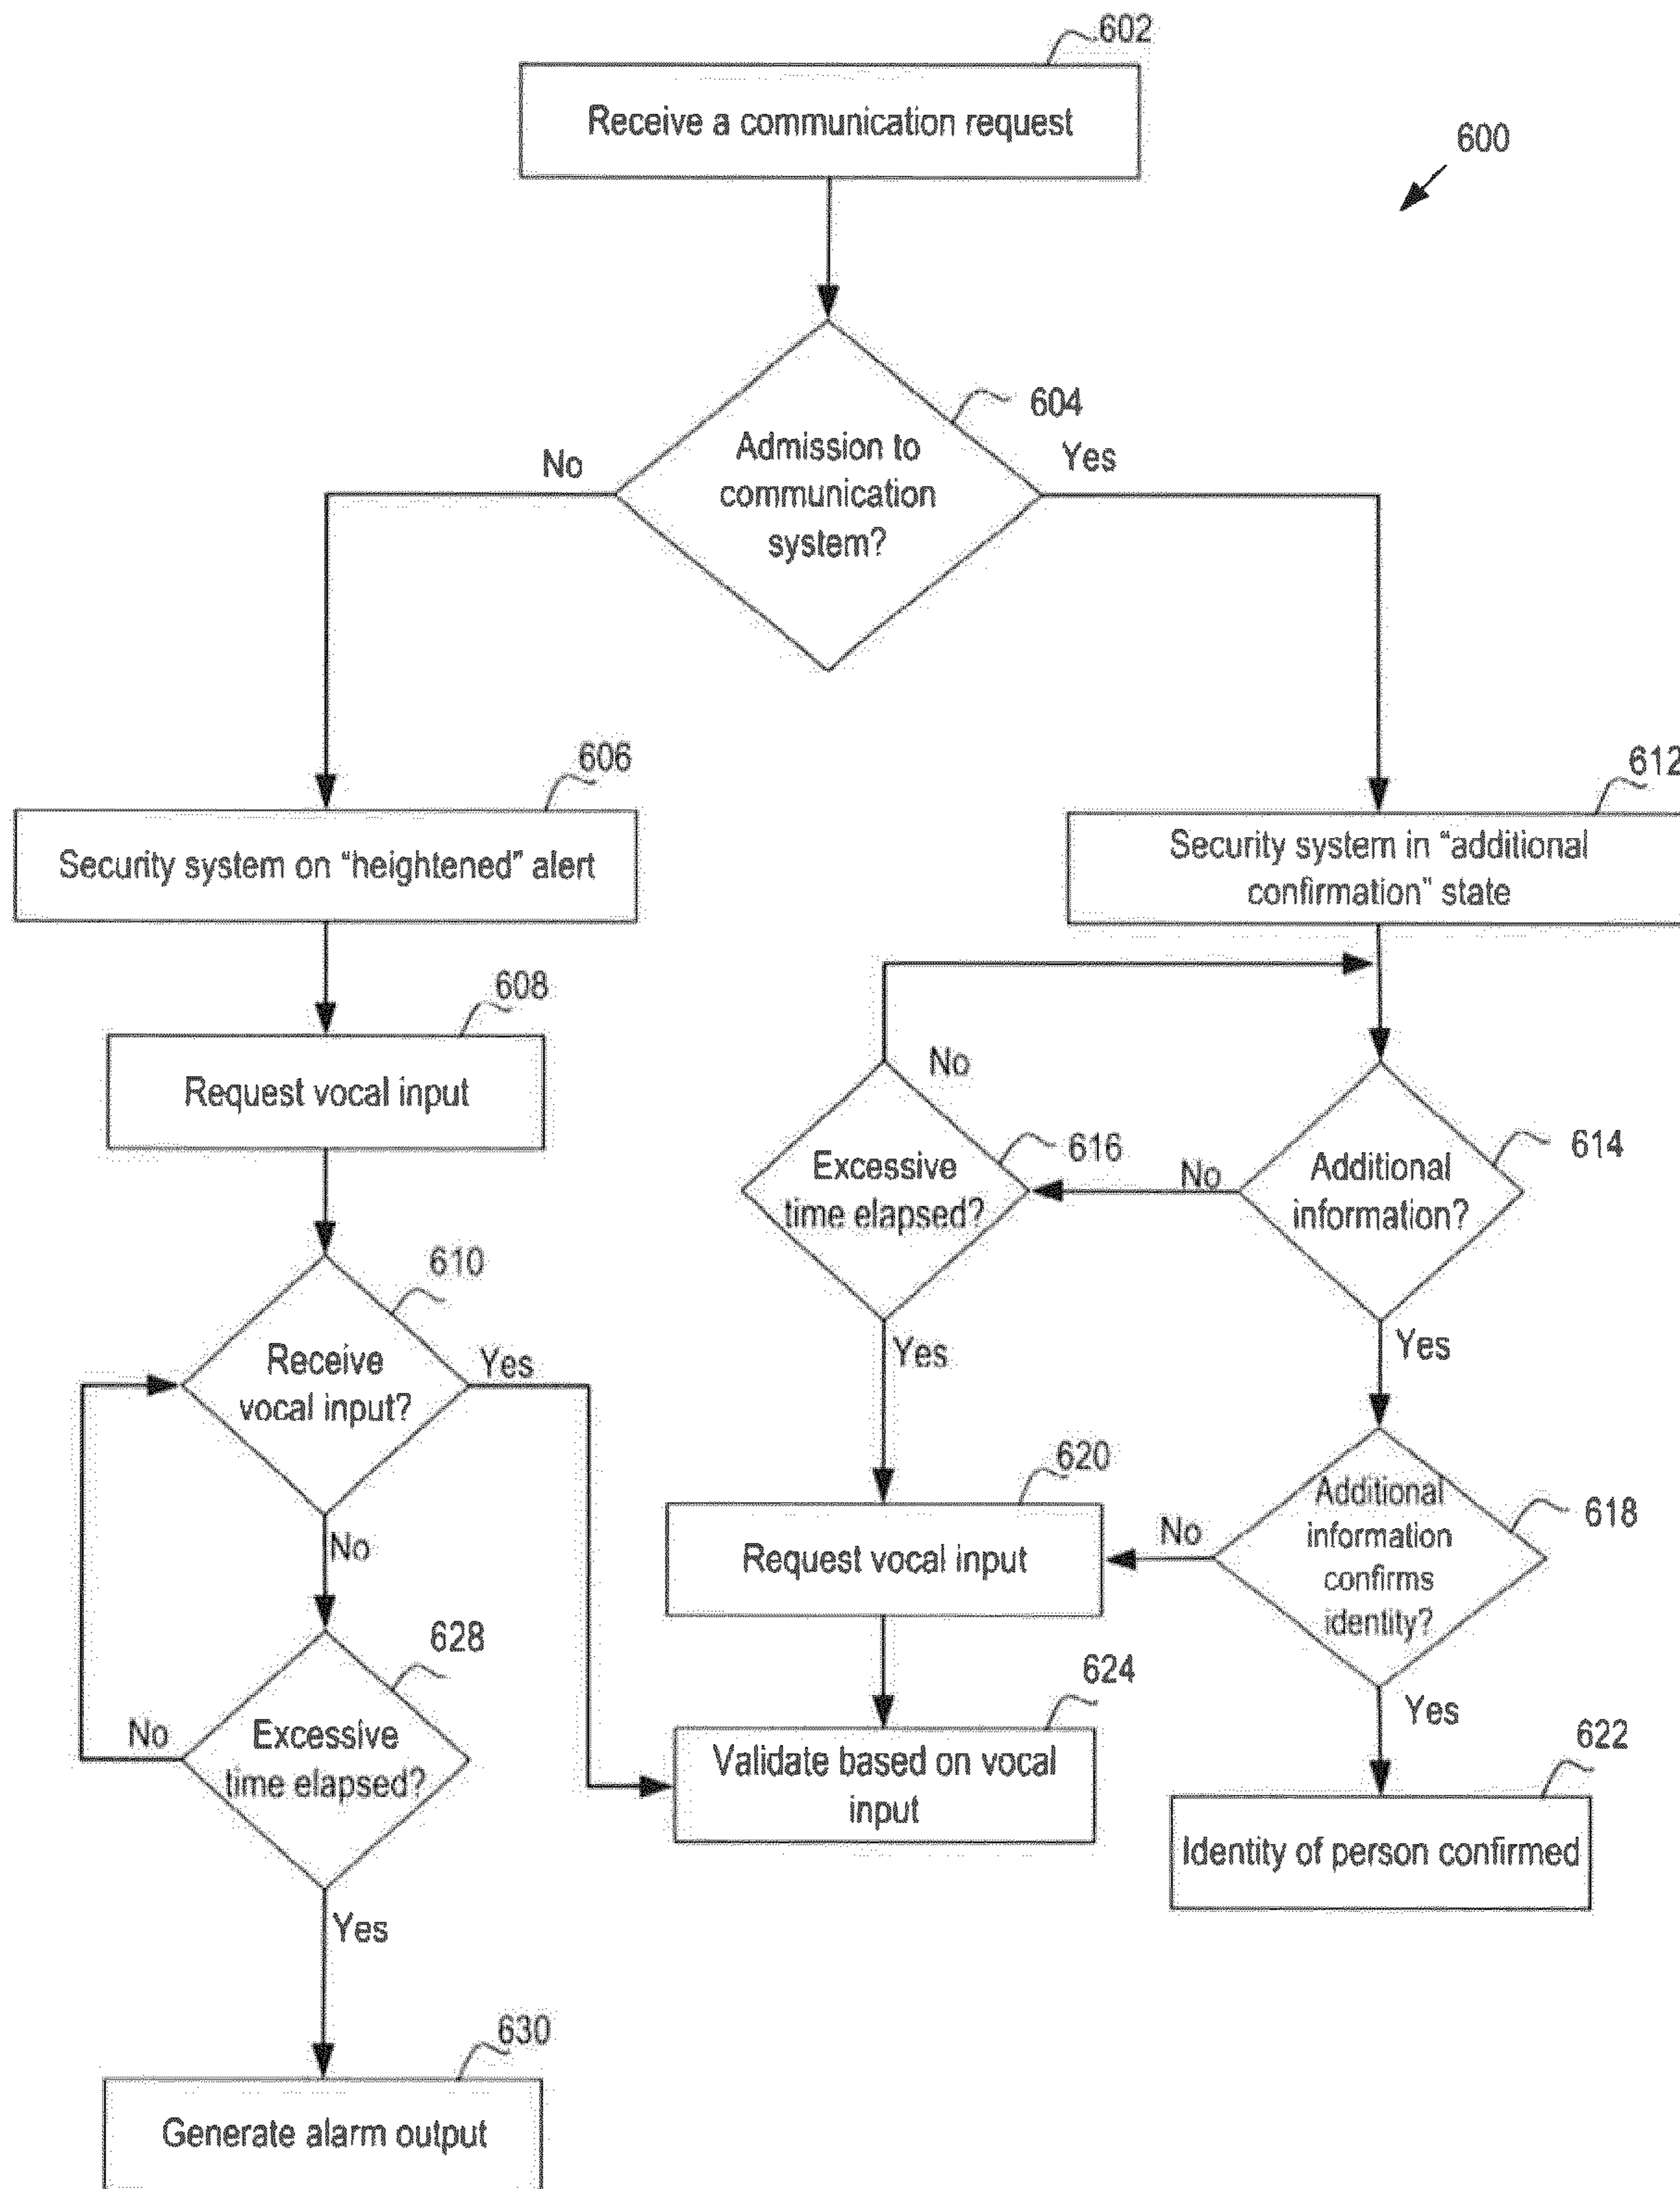 602
Receive a communication request
600
604
Admission to
communication
system?
No
Yes
606
Security system on “heightened” alert
612
Security system in “additional
confirmation” state
608
Request vocal input
No
616
Excessive
time elapsed?
No
614
Additional
information?
610
Receive
vocal input?
Yes
Yes
Yes
No
620
Request vocal input
No
618
Additional
information
confirms
identity?
628
Excessive
time elapsed?
No
624
Validate based on vocal
input
Yes
622
Identity of person confirmed
Yes
630
Generate alarm output